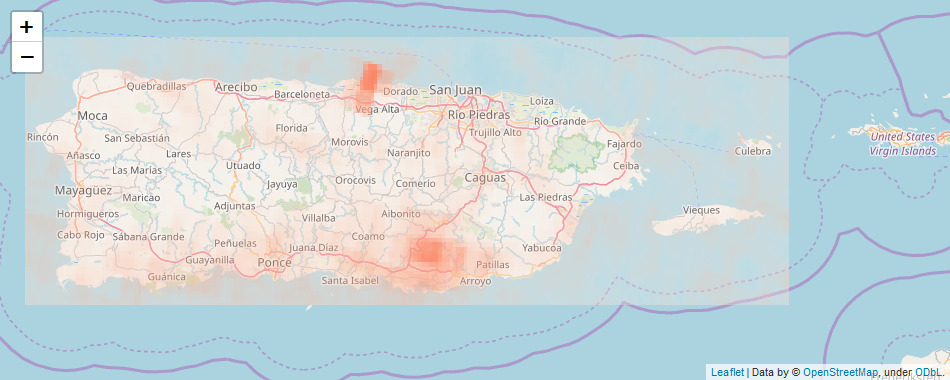 +
−
Quebradillas
Arecibo
Barceloneta
Dorado
San Juan
Loíza
Moca
Vega Alta
Río Piedras
Río Grande
Rincón
San Sebastián
Florida
Morovis
Trujillo Alto
Fajardo
United States
Virgin Islands
Añasco
Lares
Naranjito
Culebra
Las Marías
Utuado
Ceiba
Mayagüez
Jayuya
Orocovis
Comerío
Caguas
Maricao
Adjuntas
Las Piedras
Hormigueros
Villalba
Aibonito
Vieques
Cabo Rojo
Sábana Grande
Peñuelas
Juana Díaz
Coamo
Yabucoa
Guayanilla
Ponce
Patillas
Guánica
Santa Isabel
Arroyo
Leaflet | Data by © OpenStreetMap, under ODbL.